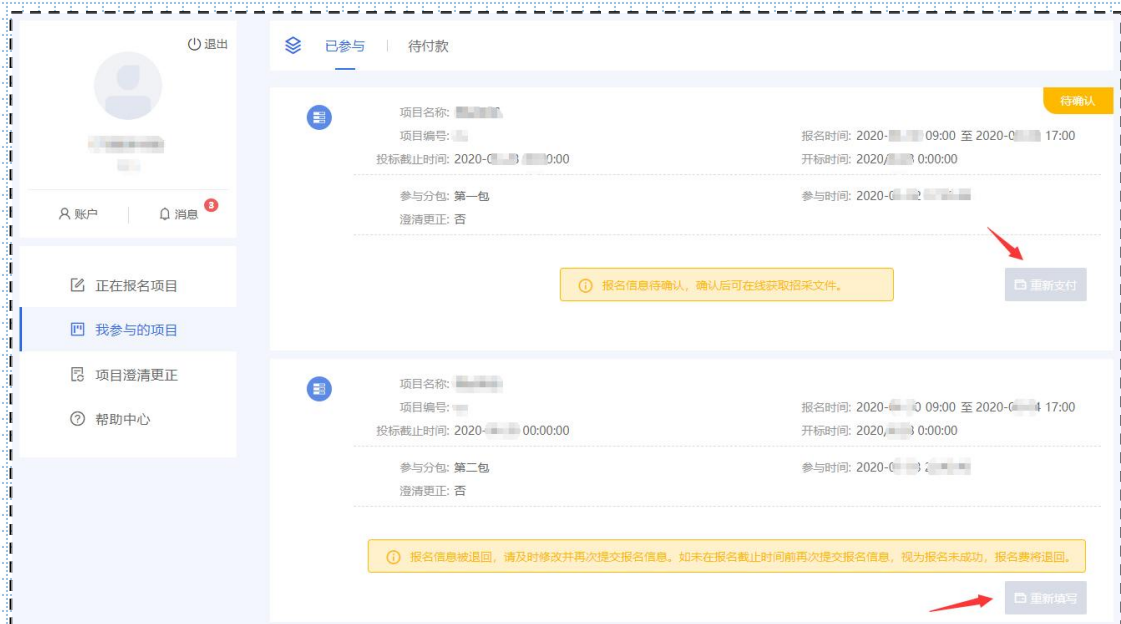 退出
账户
消息 3
正在报名项目
我参与的项目
项目澄清更正
帮助中心
已参与 | 待付款
待确认
项目名称:
项目编号:
报名时间: 2020- 09:00 至 2020-0 17:00
投标截止时间: 2020-0 0:00
开标时间: 2020/ 0:00:00
参与分包: 第一包
参与时间: 2020-0
澄清更正: 否
报名信息待确认，确认后可在线获取招采文件。
重新支付
项目名称:
项目编号:
报名时间: 2020- 0 09:00 至 2020-0 4 17:00
投标截止时间: 2020- 00:00:00
开标时间: 2020/ 0:00:00
参与分包: 第二包
参与时间: 2020-0
澄清更正: 否
报名信息被退回，请及时修改并再次提交报名信息。如未在报名截止时间前再次提交报名信息，视为报名未成功，报名费将退回。
重新填写